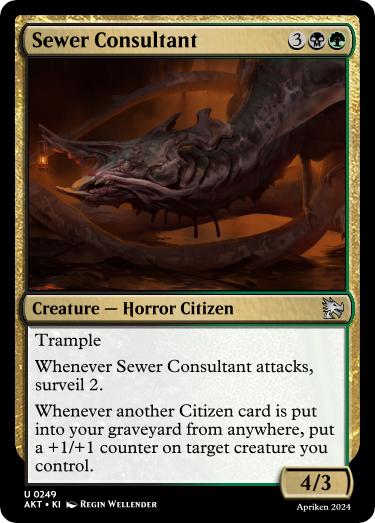 Sewer Consultant 3
Creature — Horror Citizen
Trample
Whenever Sewer Consultant attacks,
surveil 2.
Whenever another Citizen card is put
into your graveyard from anywhere, put
a +1/+1 counter on target creature you
control.
4/3
U 0249
AKT • KI REGIN WELLENDER
Apriken 2024